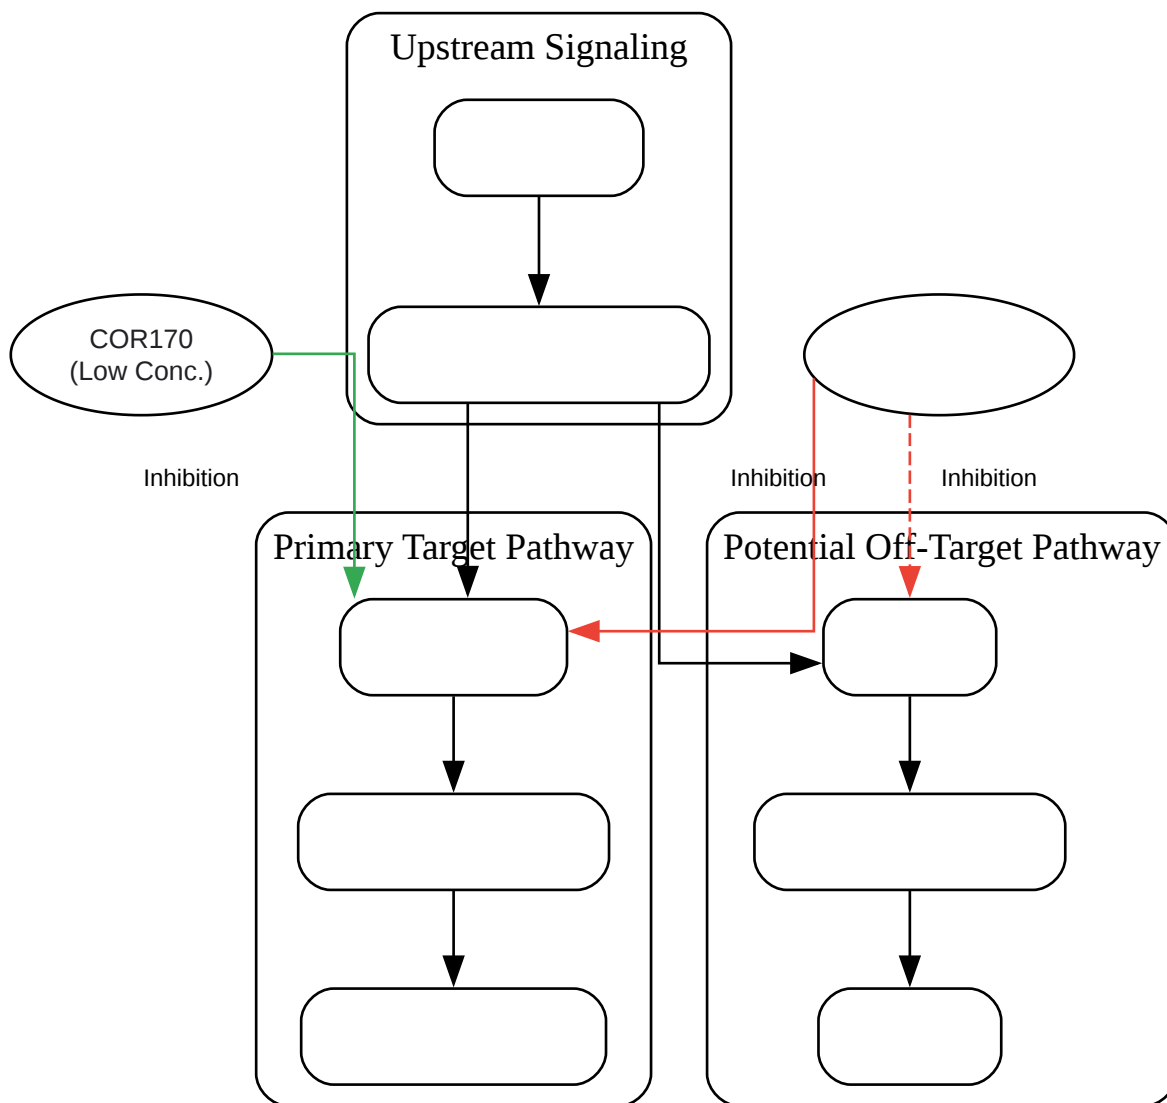 Upstream Signaling
COR170
(Low Conc.)
Inhibition
Inhibition
Inhibition
Primary Target Pathway
Potential Off-Target Pathway